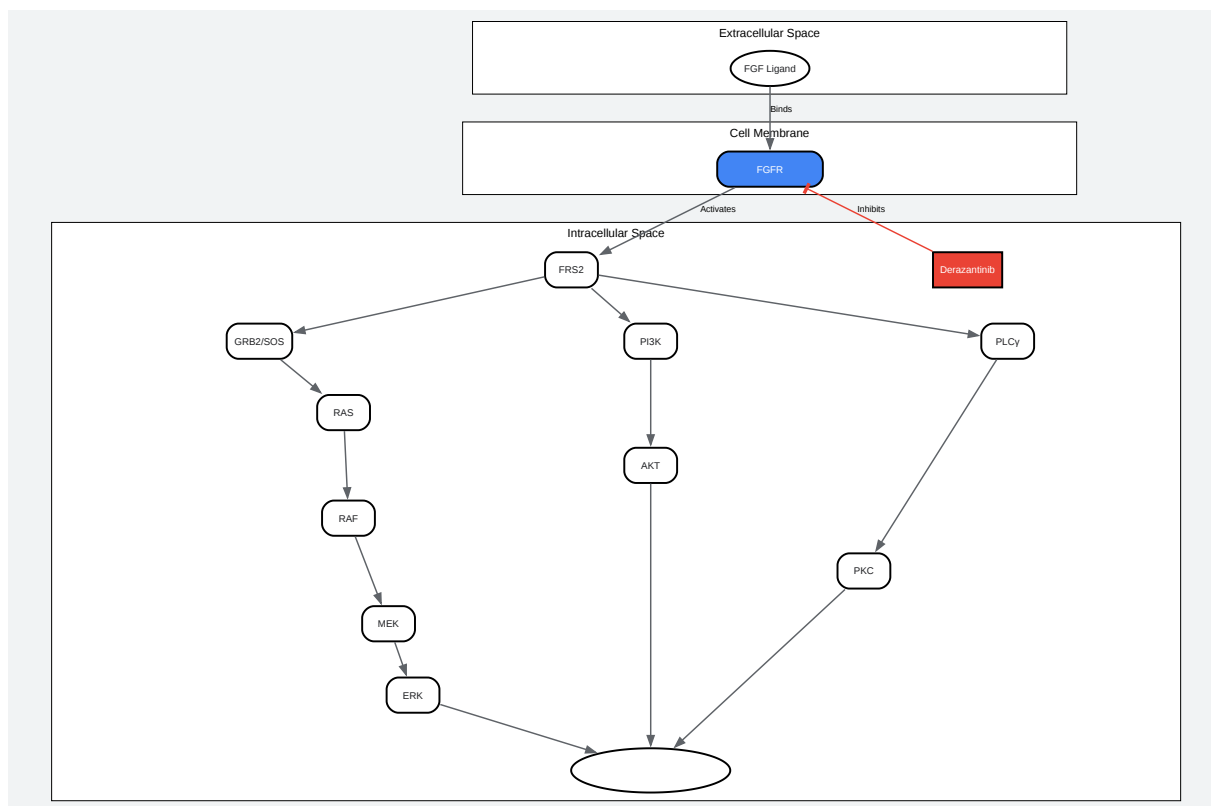 Extracellular Space
FGF Ligand
Binds
Cell Membrane
FGFR
Activates
Inhibits
Intracellular Space
FRS2
Derazantinib
GRB2/SOS
PI3K
PLCγ
RAS
AKT
RAF
PKC
MEK
ERK